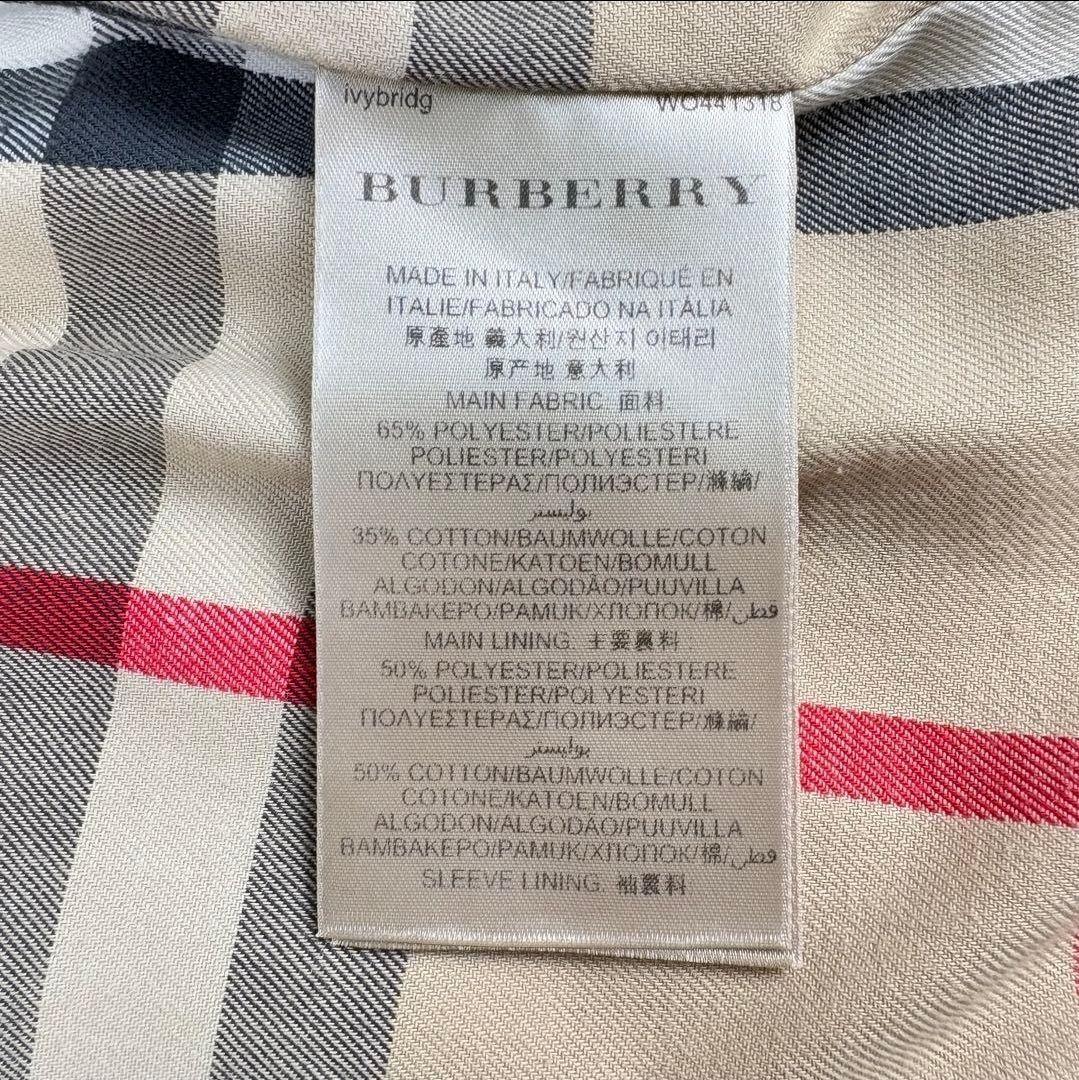 ivybridg WO441318
BURBERRY
MADE IN ITALY/FABRIQUÉ EN
ITALIE/FABRICADO NA ITÁLIA
原產地 義大利/원산지 이태리
原产地 意大利
MAIN FABRIC: 面料:
65% POLYESTER/POLIESTERE
POLIESTER/POLYESTERI
ΠΟΛΥΕΣΤΕΡΑΣ/ПОЛИЭСТЕР/滌綸/
بوليستر
35% COTTON/BAUMWOLLE/COTON
COTONE/KATOEN/BOMULL
ALGODON/ALGODÃO/PUUVILLA
ΒΑΜΒΑΚΕΡΟ/PAMUK/ХЛОПОК/棉/قطن
MAIN LINING: 主要裏料:
50% POLYESTER/POLIESTERE
POLIESTER/POLYESTERI
ΠΟΛΥΕΣΤΕΡΑΣ/ПОЛИЭСТЕР/滌綸/
بوليستر
50% COTTON/BAUMWOLLE/COTON
COTONE/KATOEN/BOMULL
ALGODON/ALGODÃO/PUUVILLA
ΒΑΜΒΑΚΕΡΟ/PAMUK/ХЛОПОК/棉/قطن
SLEEVE LINING: 袖裏料